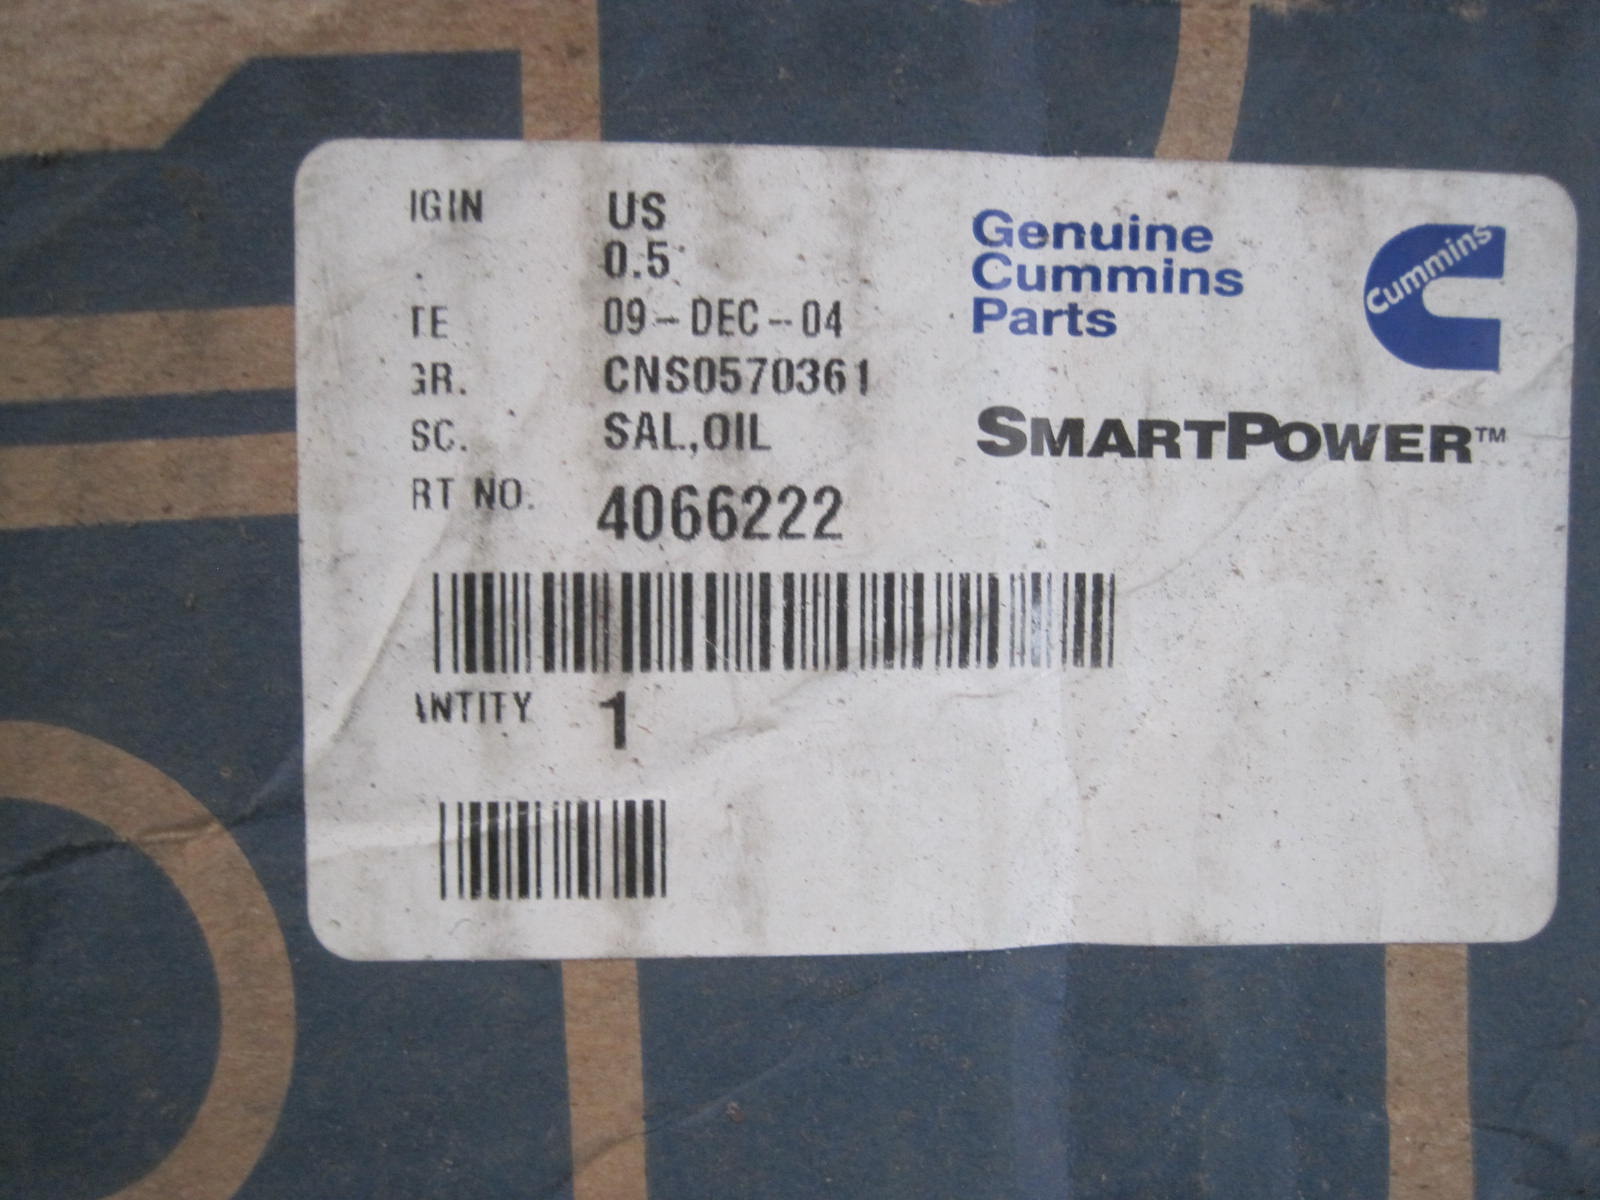 IGIN US
0.5
TE 09-DEC-04
GR. CNS0570361
SC. SAL,OIL
RT NO. 4066222
ANTITY 1
Genuine
Cummins
Parts
Cummins
SMARTPOWER™